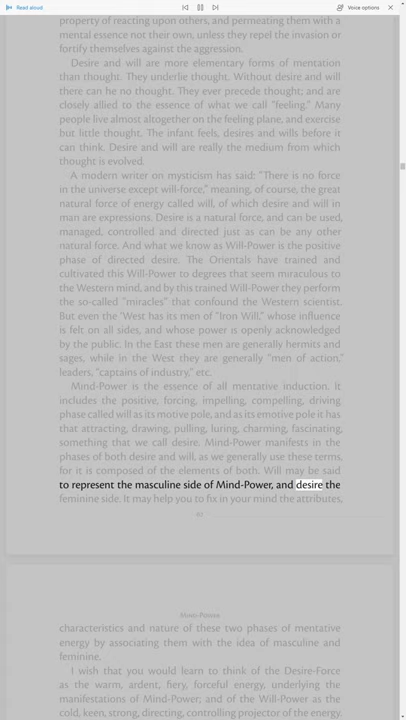 Read aloud
Voice options
property of reacting upon others, and permeating them with a
mental essence not their own, unless they repel the invasion or
fortify themselves against the aggression.
Desire and will are more elementary forms of mentation
than thought. They underlie thought. Without desire and will
there can be no thought. They ever precede thought; and are
closely allied to the essence of what we call "feeling." Many
people live almost altogether on the feeling plane, and exercise
but little thought. The infant feels, desires and wills before it
can think. Desire and will are really the medium from which
thought is evolved.
A modern writer on mysticism has said: "There is no force
in the universe except will-force," meaning, of course, the great
natural force of energy called will, of which desire and will in
man are expressions. Desire is a natural force, and can be used,
managed, controlled and directed just as can be any other
natural force. And what we know as Will-Power is the positive
phase of directed desire. The Orientals have trained and
cultivated this Will-Power to degrees that seem miraculous to
the Western mind, and by this trained Will-Power they perform
the so-called "miracles" that confound the Western scientist.
But even the 'West has its men of "Iron Will," whose influence
is felt on all sides, and whose power is openly acknowledged
by the public. In the East these men are generally hermits and
sages, while in the West they are generally "men of action,"
leaders, "captains of industry," etc.
Mind-Power is the essence of all mentative induction. It
includes the positive, forcing, impelling, compelling, driving
phase called will as its motive pole, and as its emotive pole it has
that attracting, drawing, pulling, luring, charming, fascinating,
something that we call desire. Mind-Power manifests in the
phases of both desire and will, as we generally use these terms,
for it is composed of the elements of both. Will may be said
to represent the masculine side of Mind-Power, and desire the
feminine side. It may help you to fix in your mind the attributes,
Mind-Power
characteristics and nature of these two phases of mentative
energy by associating them with the idea of masculine and
feminine.
I wish that you would learn to think of the Desire-Force
as the warm, ardent, fiery, forceful energy, underlying the
manifestations of Mind-Power; and of the Will-Power as the
cold, keen, strong, directing, controlling projector of the energy.